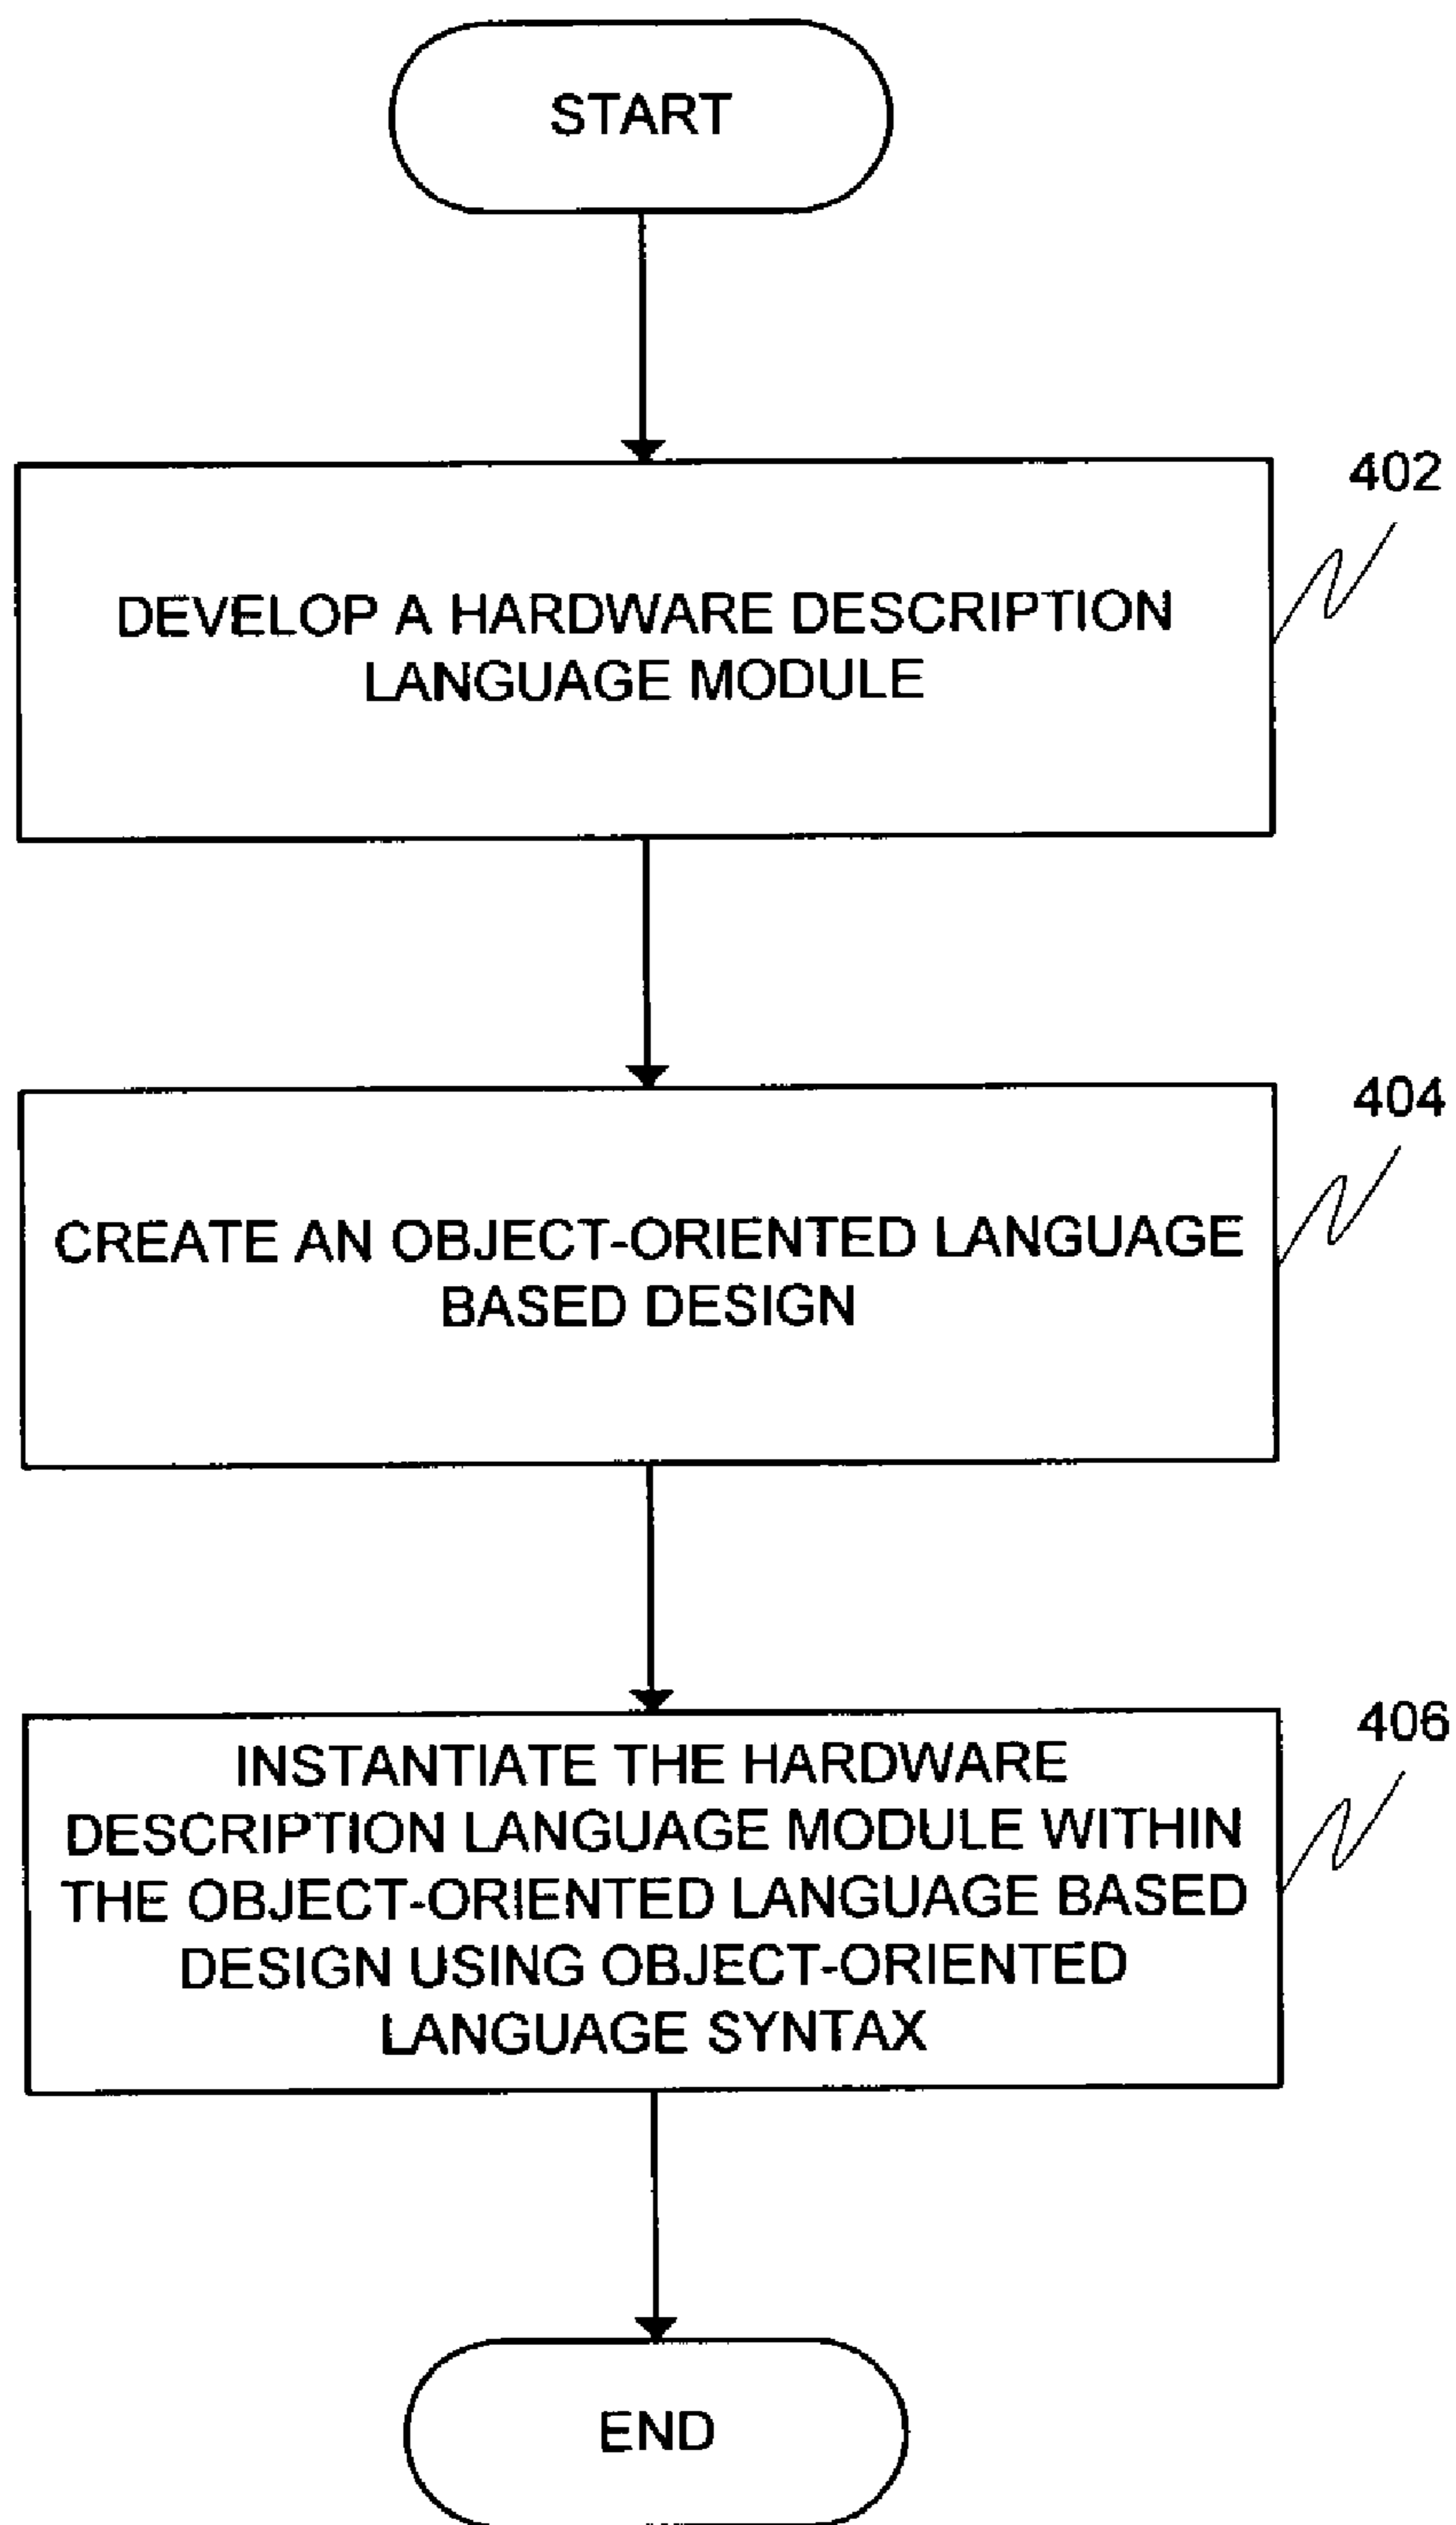 START
402
DEVELOP A HARDWARE DESCRIPTION
LANGUAGE MODULE
404
CREATE AN OBJECT-ORIENTED LANGUAGE
BASED DESIGN
406
INSTANTIATE THE HARDWARE
DESCRIPTION LANGUAGE MODULE WITHIN
THE OBJECT-ORIENTED LANGUAGE BASED
DESIGN USING OBJECT-ORIENTED
LANGUAGE SYNTAX
END